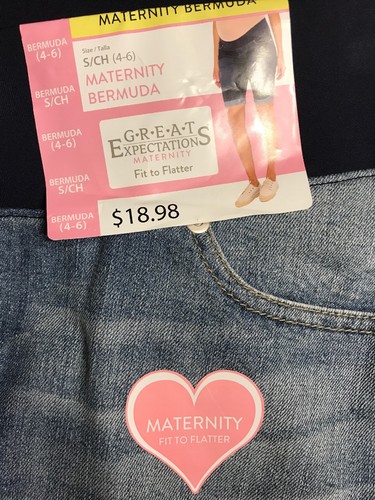 MATERNITY BERMUDA
BERMUDA
(4-6)
BERMUDA
S/CH
BERMUDA
(4-6)
BERMUDA
S/CH
BERMUDA
(4-6)
Size / Talla
S/CH (4-6)
MATERNITY
BERMUDA
G•R•E•A•T
EXPECTATIONS
MATERNITY
Fit to Flatter
$18.98
MATERNITY
FIT TO FLATTER